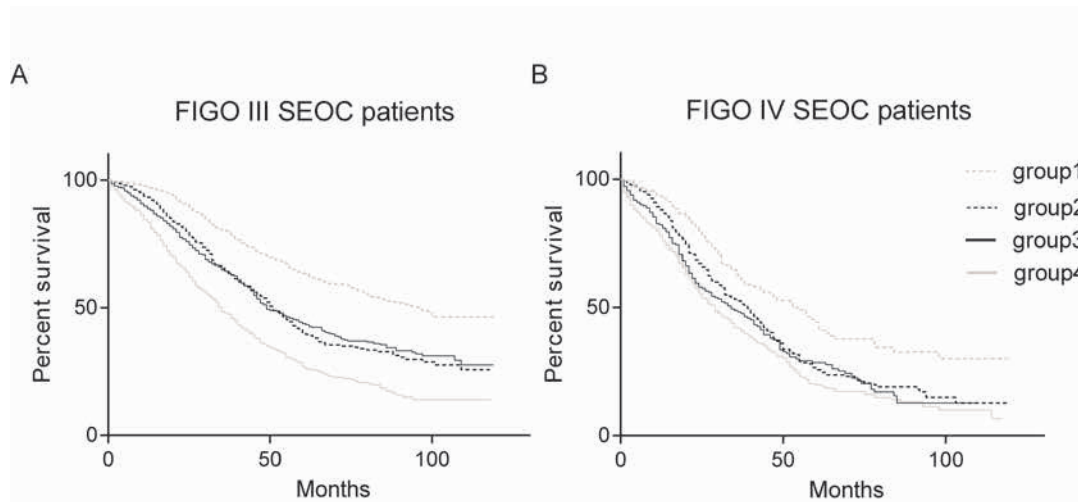 A
B
FIGO III SEOC patients
FIGO IV SEOC patients
Percent survival
100
50
0
0 50 100
Months
Percent survival
100
50
0
0 50 100
Months
group1
group2
group3
group4